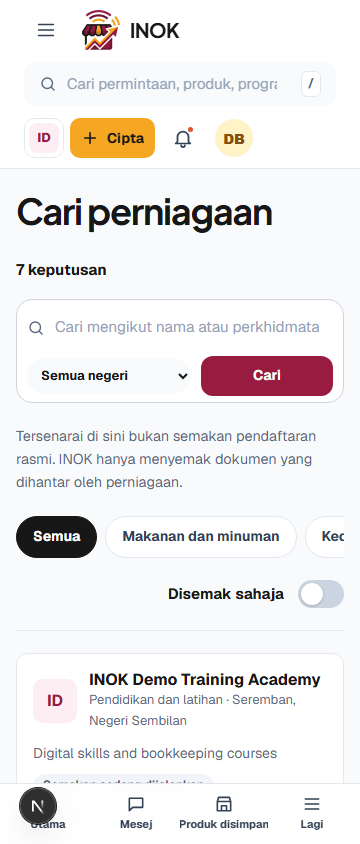 INOK
Cari permintaan, produk, progra
/
ID
+ Cipta
DB
Cari perniagaan
7 keputusan
Cari mengikut nama atau perkhidmata
Semua negeri
Cari
Tersenarai di sini bukan semakan pendaftaran
rasmi. INOK hanya menyemak dokumen yang
dihantar oleh perniagaan.
Semua
Makanan dan minuman
Ked
Disemak sahaja
ID
INOK Demo Training Academy
Pendidikan dan latihan · Seremban,
Negeri Sembilan
Digital skills and bookkeeping courses
N
Utama
Mesej
Produk disimpan
Lagi